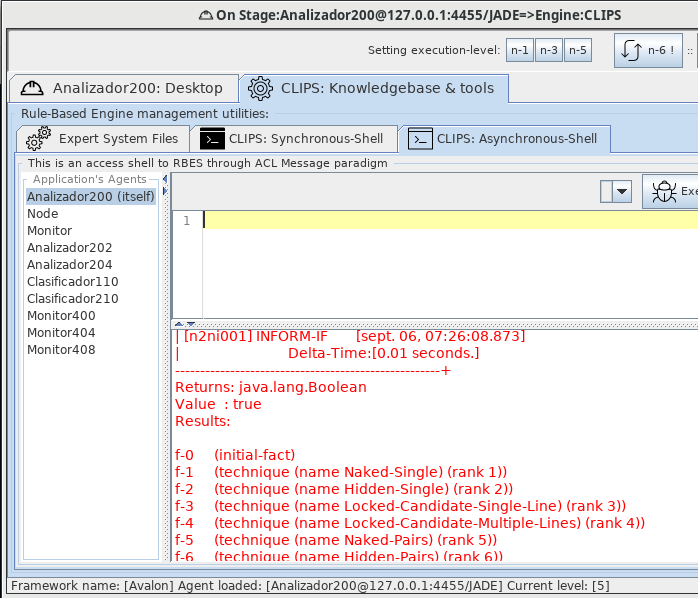 On Stage:Analizador200@127.0.0.1:4455/JADE=>Engine:CLIPS
Setting execution-level: n-1 n-3 n-5 n-6 ! ::
Analizador200: Desktop CLIPS: Knowledgebase & tools
Rule-Based Engine management utilities:
Expert System Files CLIPS: Synchronous-Shell CLIPS: Asynchronous-Shell
This is an access shell to RBES through ACL Message paradigm
Application's Agents
Analizador200 (itself)
Node
Monitor
Analizador202
Analizador204
Clasificador110
Clasificador210
Monitor400
Monitor404
Monitor408
Exe
1
| [n2ni001] INFORM-IF [sept. 06, 07:26:08.873]
| Delta-Time:[0.01 seconds.]
-----------------------------------------------------+
Returns: java.lang.Boolean
Value : true
Results:
f-0 (initial-fact)
f-1 (technique (name Naked-Single) (rank 1))
f-2 (technique (name Hidden-Single) (rank 2))
f-3 (technique (name Locked-Candidate-Single-Line) (rank 3))
f-4 (technique (name Locked-Candidate-Multiple-Lines) (rank 4))
f-5 (technique (name Naked-Pairs) (rank 5))
f-6 (technique (name Hidden-Pairs) (rank 6))
Framework name: [Avalon] Agent loaded: [Analizador200@127.0.0.1:4455/JADE] Current level: [5]